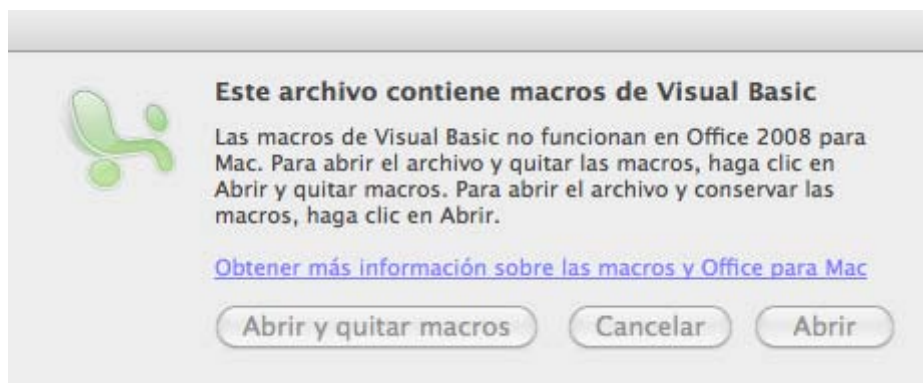 Este archivo contiene macros de Visual Basic
Las macros de Visual Basic no funcionan en Office 2008 para
Mac. Para abrir el archivo y quitar las macros, haga clic en
Abrir y quitar macros. Para abrir el archivo y conservar las
macros, haga clic en Abrir.
Obtener más información sobre las macros y Office para Mac
Abrir y quitar macros Cancelar Abrir